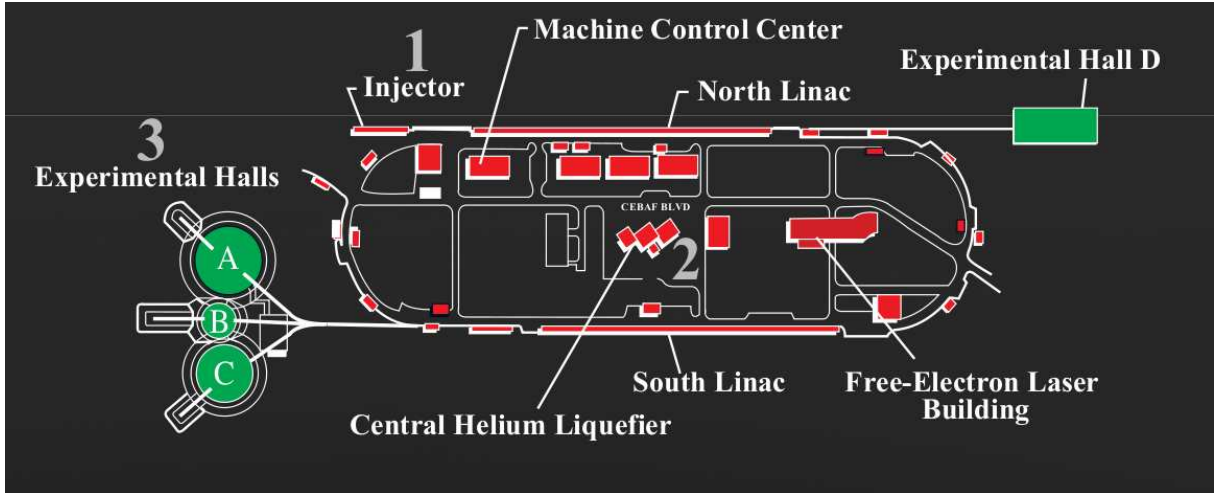 Machine Control Center
1
Injector
North Linac
Experimental Hall D
3
Experimental Halls
CEBAF BLVD
A
2
B
C
South Linac
Free-Electron Laser
Building
Central Helium Liquefier